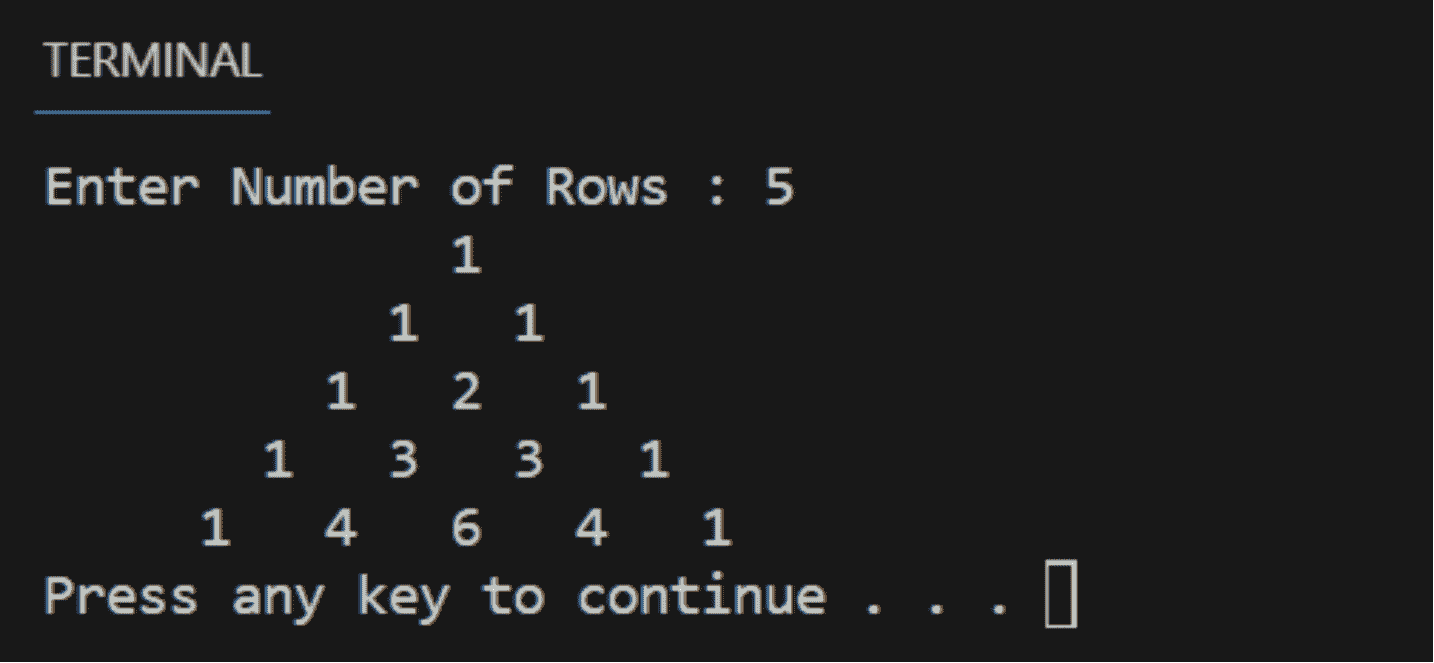 TERMINAL
Enter Number of Rows : 5
1
1 1
1 2 1
1 3 3 1
1 4 6 4 1
Press any key to continue . . .